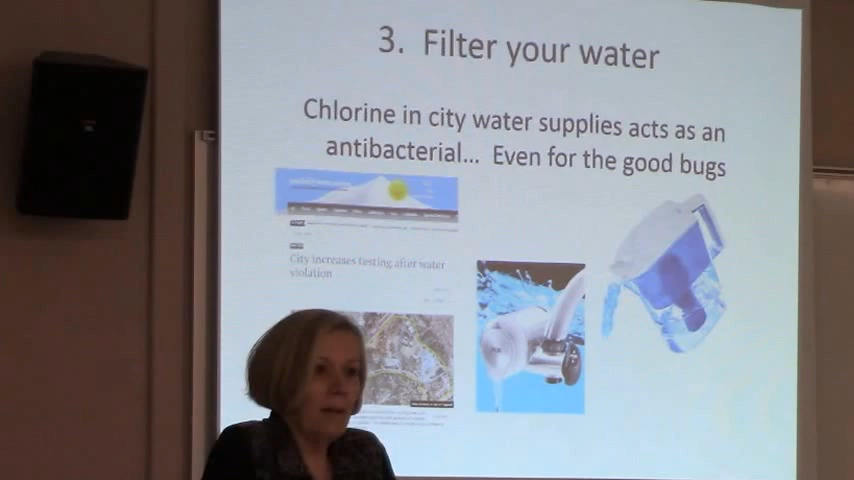 3. Filter your water
Chlorine in city water supplies acts as an
antibacterial... Even for the good bugs
City increases testing after water
violation